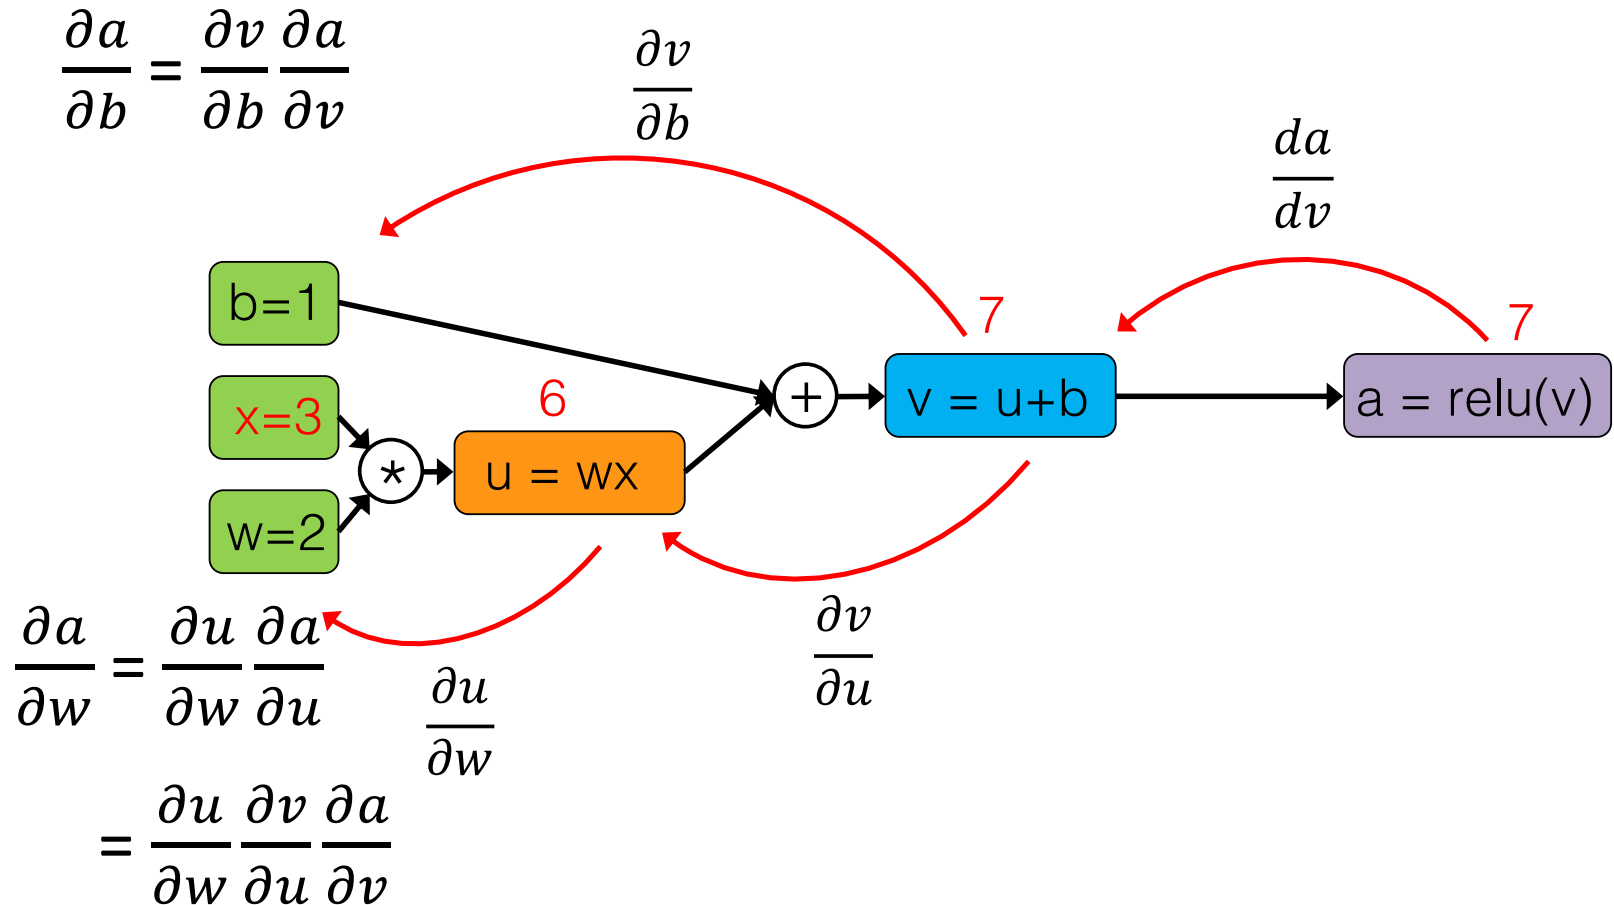 ∂a/∂b = ∂v/∂b ∂a/∂v
∂v/∂b
da/dv
b=1
7
7
x=3
6
+
v = u+b
a = relu(v)
*
u = wx
w=2
∂a/∂w = ∂u/∂w ∂a/∂u
∂u/∂w
∂v/∂u
= ∂u/∂w ∂v/∂u ∂a/∂v